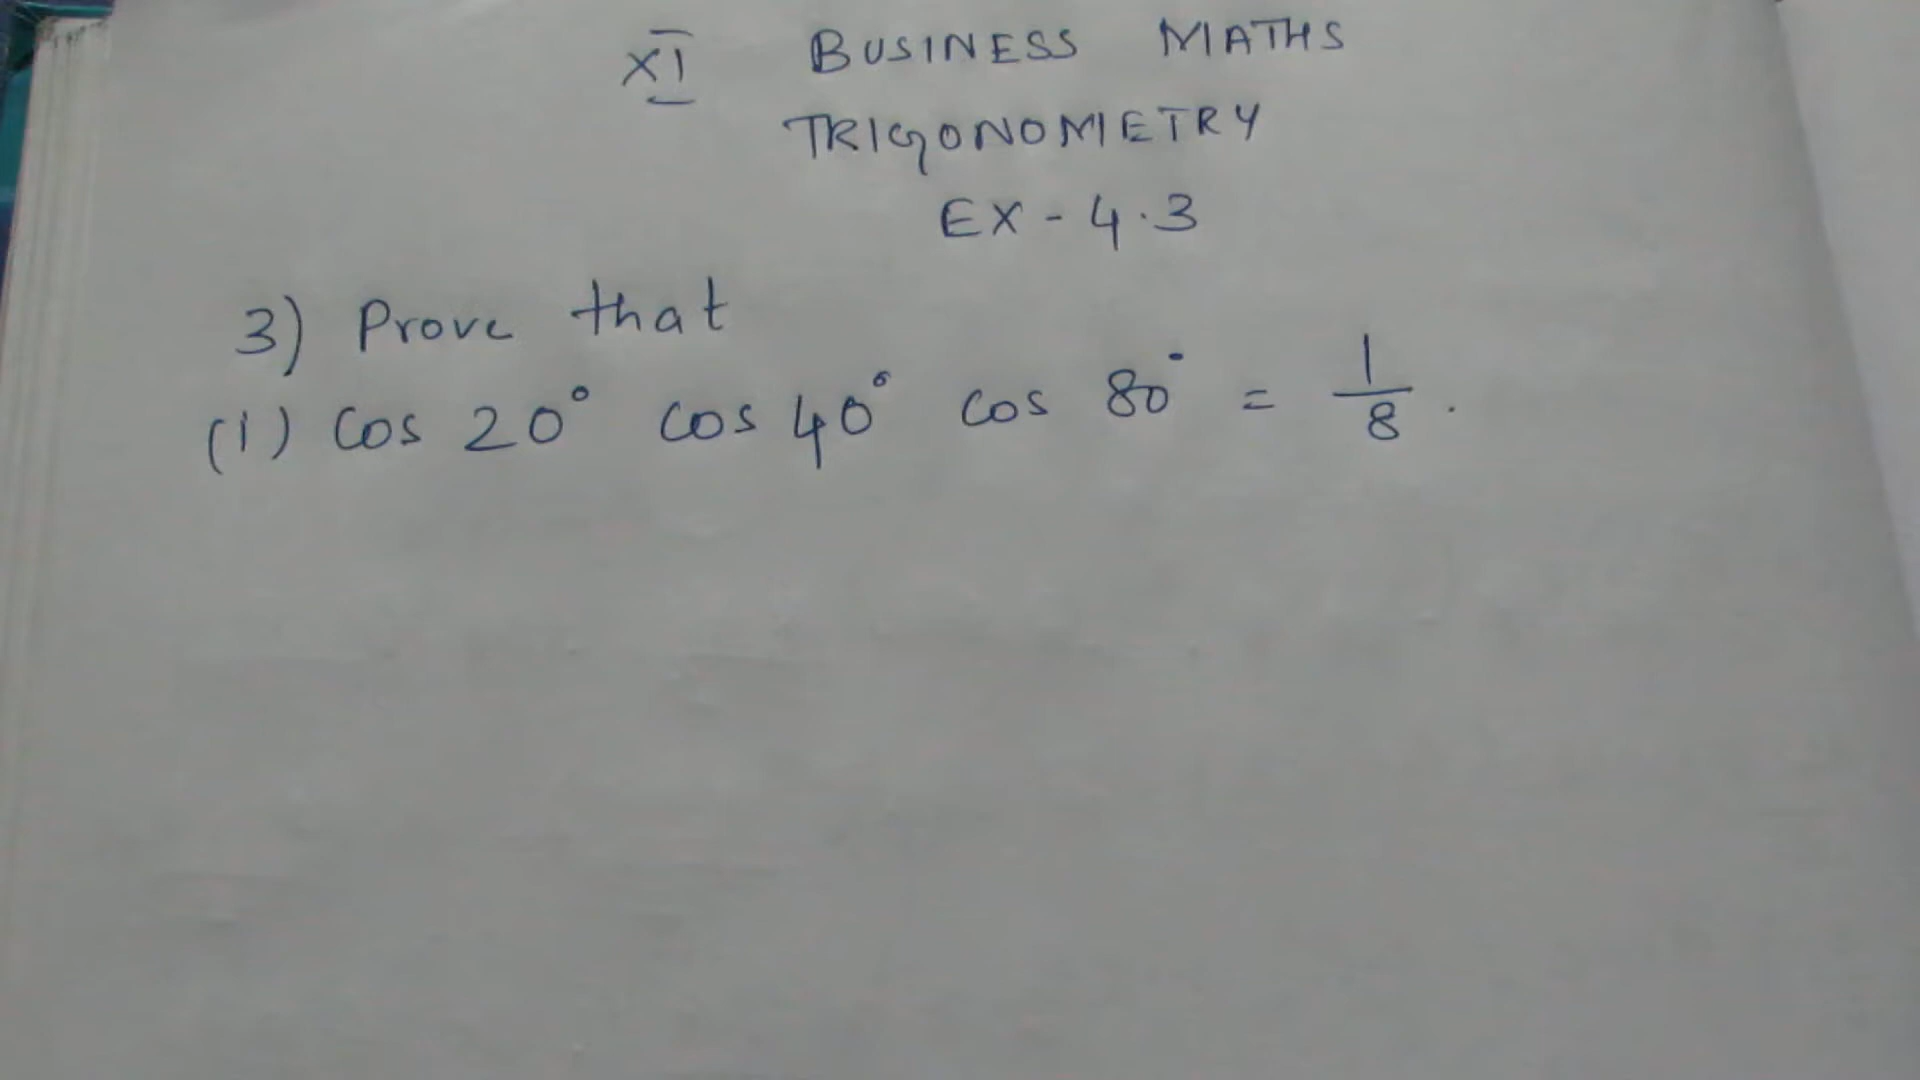 XI BUSINESS MATHS
TRIGONOMETRY
EX - 4.3
3) Prove that
(i) cos 20° cos 40° cos 80° = 1/8.